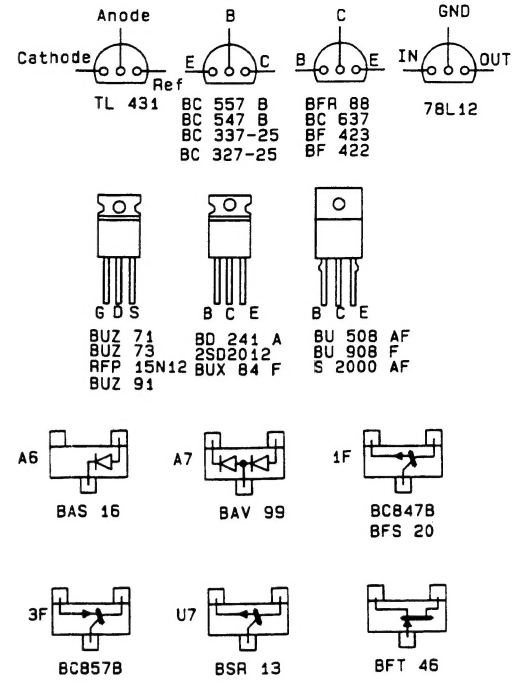 Anode B C GND
Cathode Ref E C B E IN OUT
TL 431
BC 557 B
BC 547 B
BC 337-25
BC 327-25
BFR 88
BC 637
BF 423
BF 422
78L12
G D S
BUZ 71
BUZ 73
RFP 15N12
BUZ 91
B C E
BD 241 A
2SD2012
BUX 84 F
B C E
BU 508 AF
BU 908 F
S 2000 AF
A6
BAS 16
A7
BAV 99
1F
BC847B
BFS 20
3F
BC857B
U7
BSR 13
BFT 46